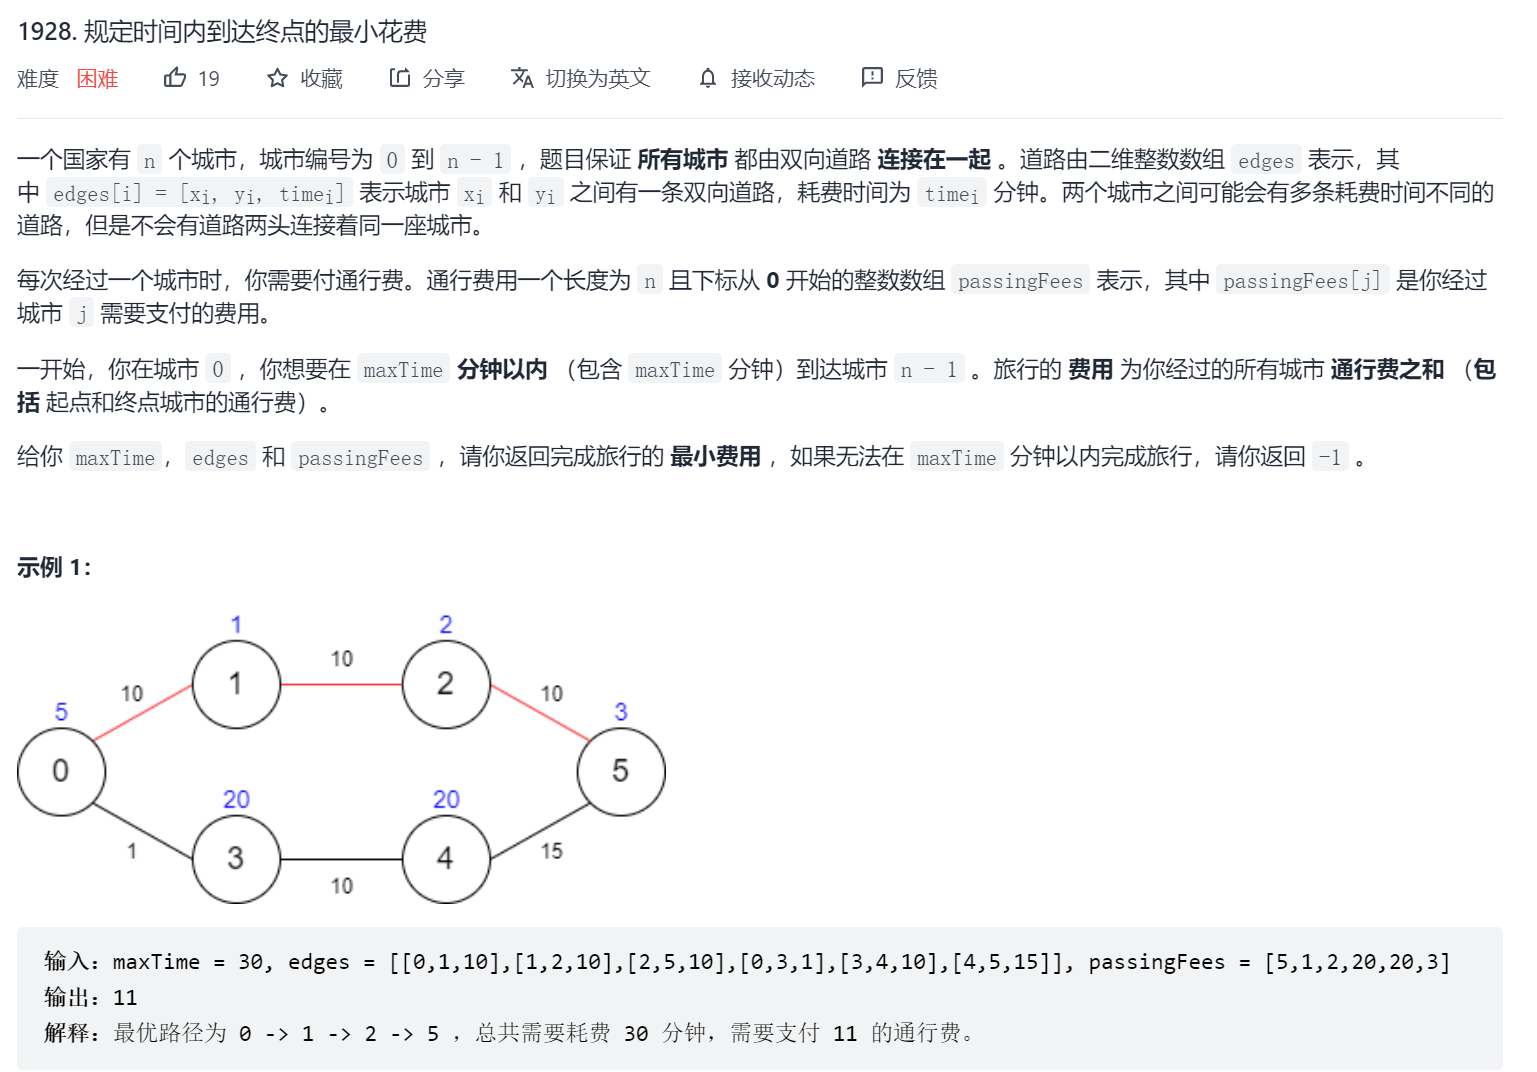 1928. 规定时间内到达终点的最小花费
难度 困难 19 收藏 分享 切换为英文 接收动态 反馈
一个国家有 n 个城市，城市编号为 0 到 n - 1 ，题目保证 所有城市 都由双向道路 连接在一起 。道路由二维整数数组 edges 表示，其
中 edges[i] = [xi, yi, timei] 表示城市 xi 和 yi 之间有一条双向道路，耗费时间为 timei 分钟。两个城市之间可能会有多条耗费时间不同的
道路，但是不会有道路两头连接着同一座城市。
每次经过一个城市时，你需要付通行费。通行费用一个长度为 n 且下标从 0 开始的整数数组 passingFees 表示，其中 passingFees[j] 是你经过
城市 j 需要支付的费用。
一开始，你在城市 0 ，你想要在 maxTime 分钟以内 （包含 maxTime 分钟）到达城市 n - 1 。旅行的 费用 为你经过的所有城市 通行费之和 （包
括 起点和终点城市的通行费）。
给你 maxTime，edges 和 passingFees ，请你返回完成旅行的 最小费用 ，如果无法在 maxTime 分钟以内完成旅行，请你返回 -1 。
示例 1：
1 2
10
10 1 2 10
5 3
0 5
20 20
1 3 4 15
10
输入：maxTime = 30, edges = [[0,1,10],[1,2,10],[2,5,10],[0,3,1],[3,4,10],[4,5,15]], passingFees = [5,1,2,20,20,3]
输出：11
解释：最优路径为 0 -> 1 -> 2 -> 5 ，总共需要耗费 30 分钟，需要支付 11 的通行费。